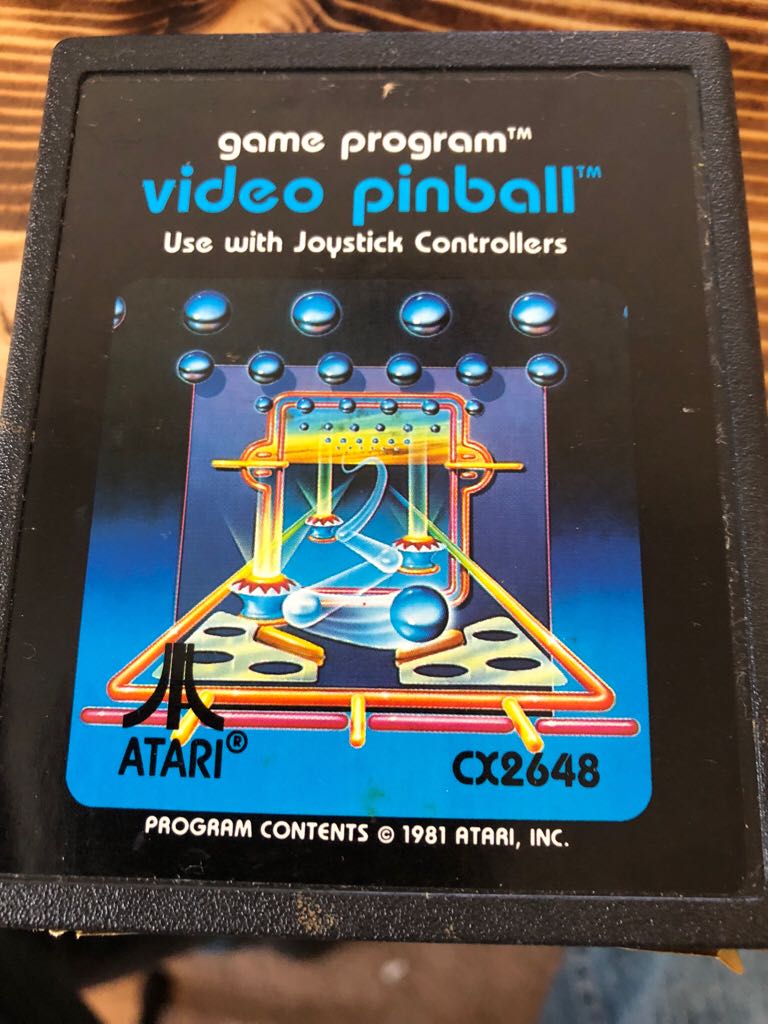 game program™
video pinball™
Use with Joystick Controllers
ATARI®
CX2648
PROGRAM CONTENTS © 1981 ATARI, INC.